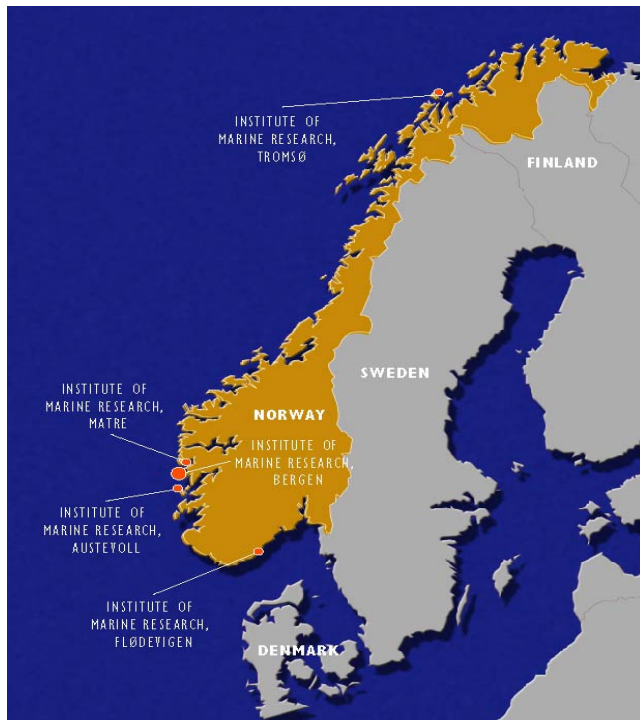 INSTITUTE OF
MARINE RESEARCH,
TROMSØ
FINLAND
SWEDEN
INSTITUTE OF
MARINE RESEARCH,
MATRE
NORWAY
INSTITUTE OF
MARINE RESEARCH,
BERGEN
INSTITUTE OF
MARINE RESEARCH,
AUSTEVOLL
INSTITUTE OF
MARINE RESEARCH,
FLØDEVIGEN
DENMARK